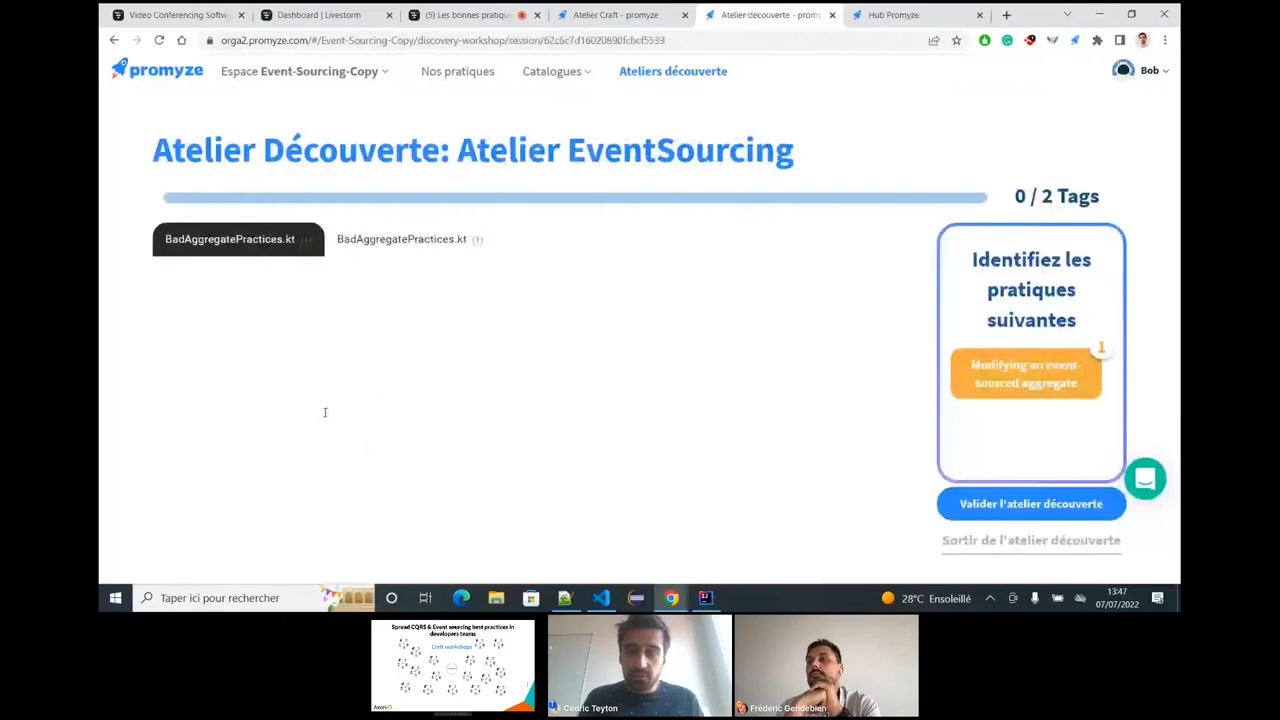 Video Conferencing Softw
Dashboard | Livestorm
(5) Les bonnes pratiqu
Atelier Craft - promyze
Atelier découverte - prom
Hub Promyze
orga2.promyze.com/#/Event-Sourcing-Copy/discovery-workshop/session/62c6c7d16020890fcbcf5533
promyze
Espace Event-Sourcing-Copy
Nos pratiques
Catalogues
Ateliers découverte
Bob
Atelier Découverte: Atelier EventSourcing
0 / 2 Tags
BadAggregatePractices.kt (1)
BadAggregatePractices.kt (1)
Identifiez les
pratiques
suivantes
1
Modifying an event-
sourced aggregate
Valider l'atelier découverte
Sortir de l'atelier découverte
Taper ici pour rechercher
28°C Ensoleillé
13:47
07/07/2022
Spread CQRS & Event sourcing best practices in
developers teams
Craft workshops
AxonIQ
Cédric Teyton
Frédéric Gendebien